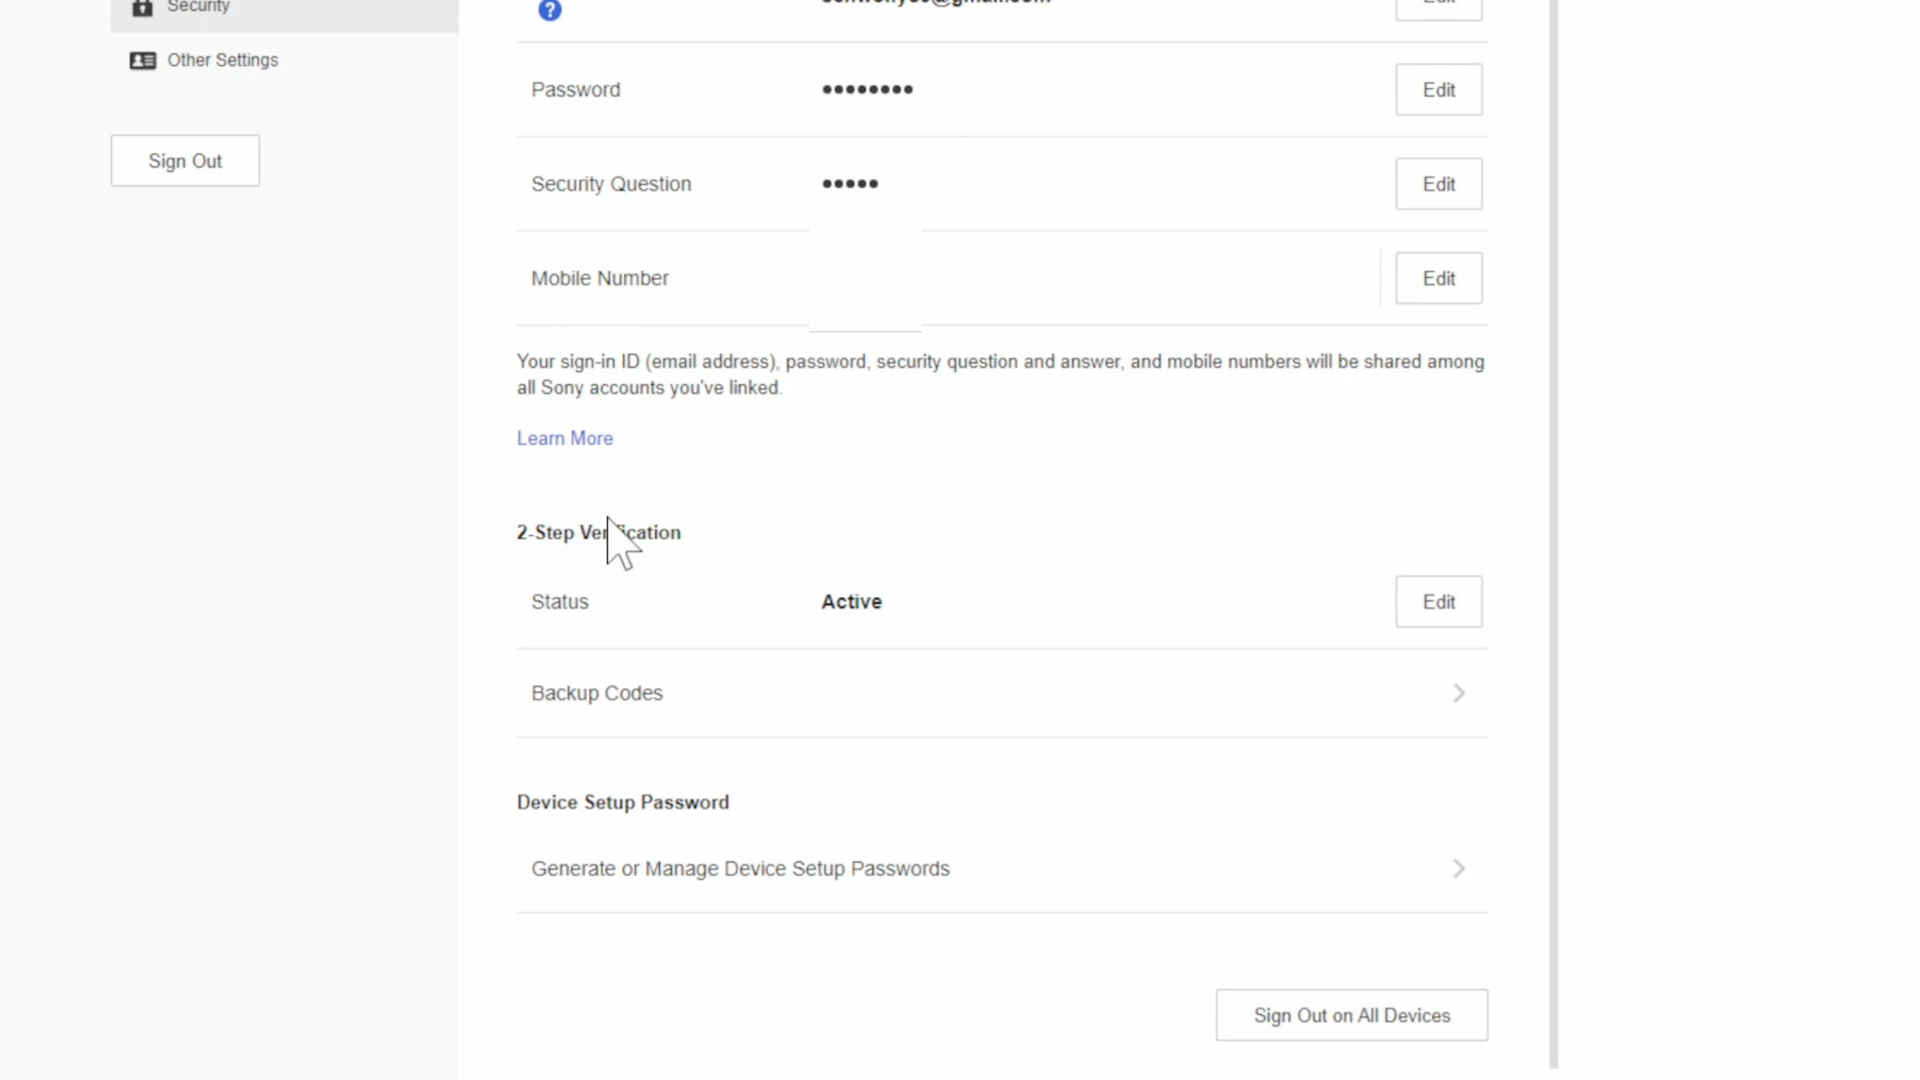 Security
Other Settings
Sign Out
Edit
Password
••••••••
Edit
Security Question
•••••
Edit
Mobile Number
Edit
Your sign-in ID (email address), password, security question and answer, and mobile numbers will be shared among
all Sony accounts you've linked.
Learn More
2-Step Verification
Status
Active
Edit
Backup Codes
Device Setup Password
Generate or Manage Device Setup Passwords
Sign Out on All Devices